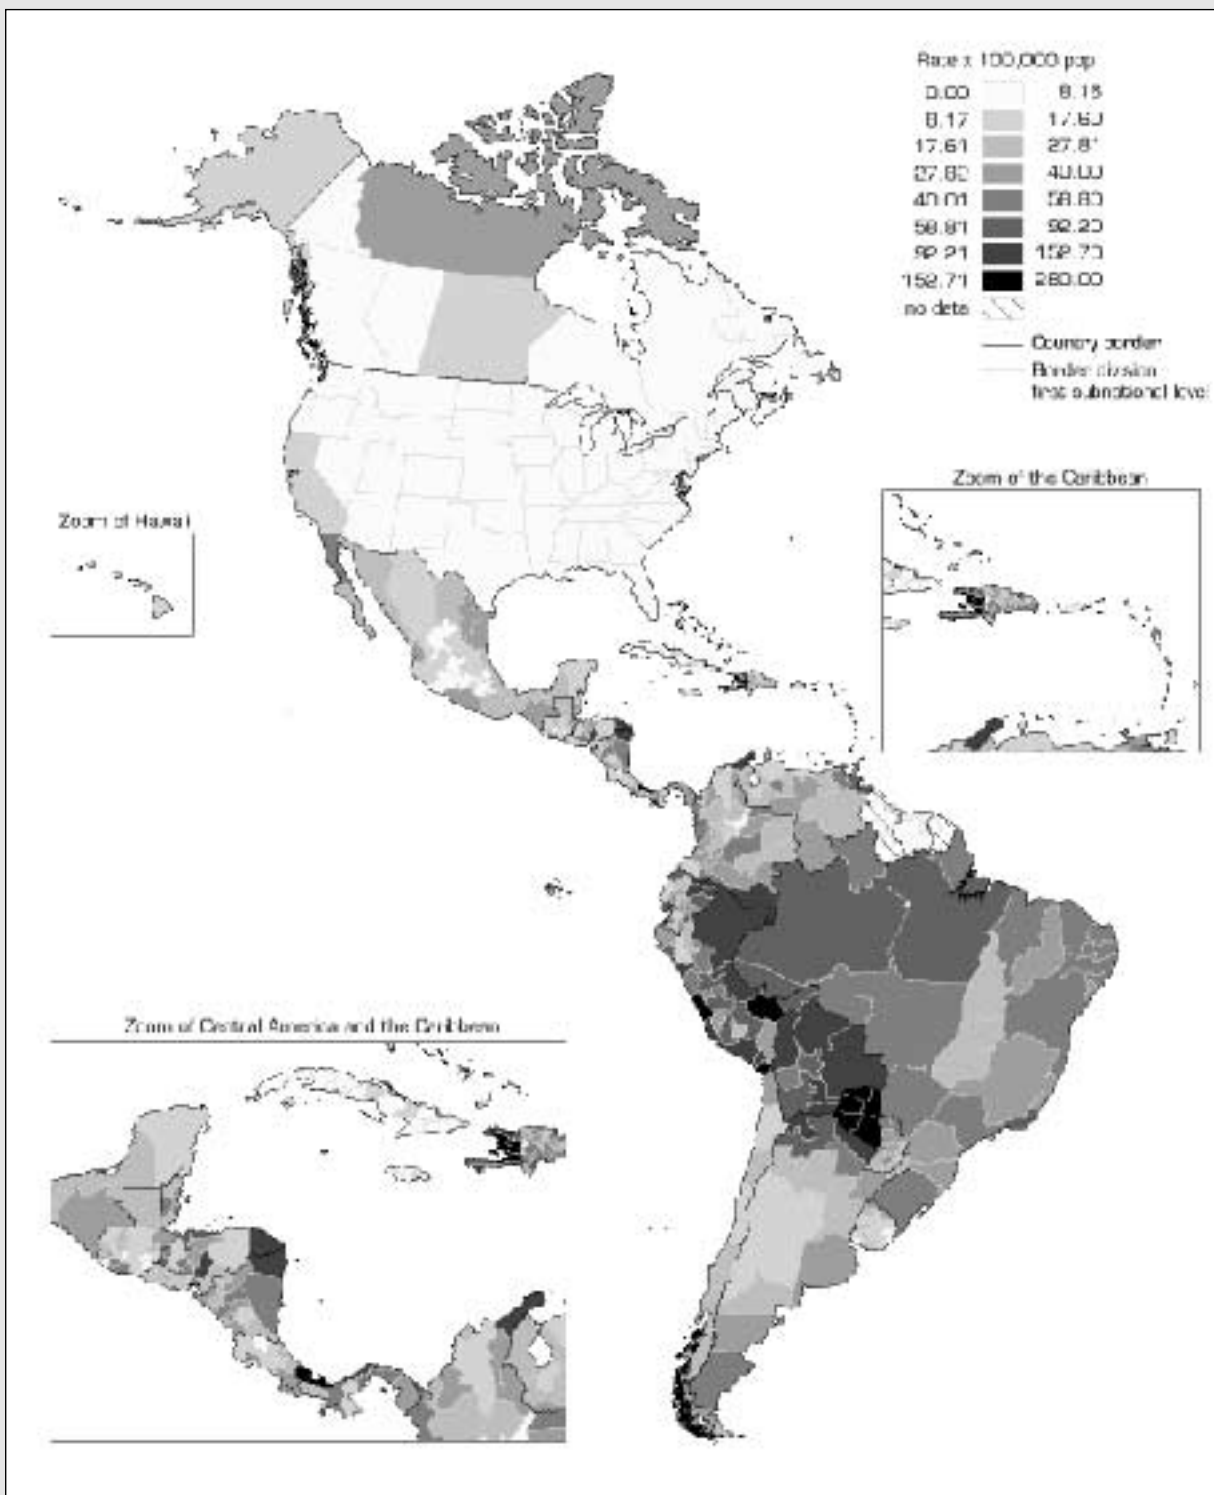 Rate x 100,000 pop
0.00 8.16
8.17 17.60
17.61 27.81
27.82 40.00
40.01 58.80
58.81 92.20
92.21 152.70
152.71 280.00
no data
Country border
Border division
first subnational level
Zoom of the Caribbean
Zoom of Hawaii
Zoom of Central America and the Caribbean